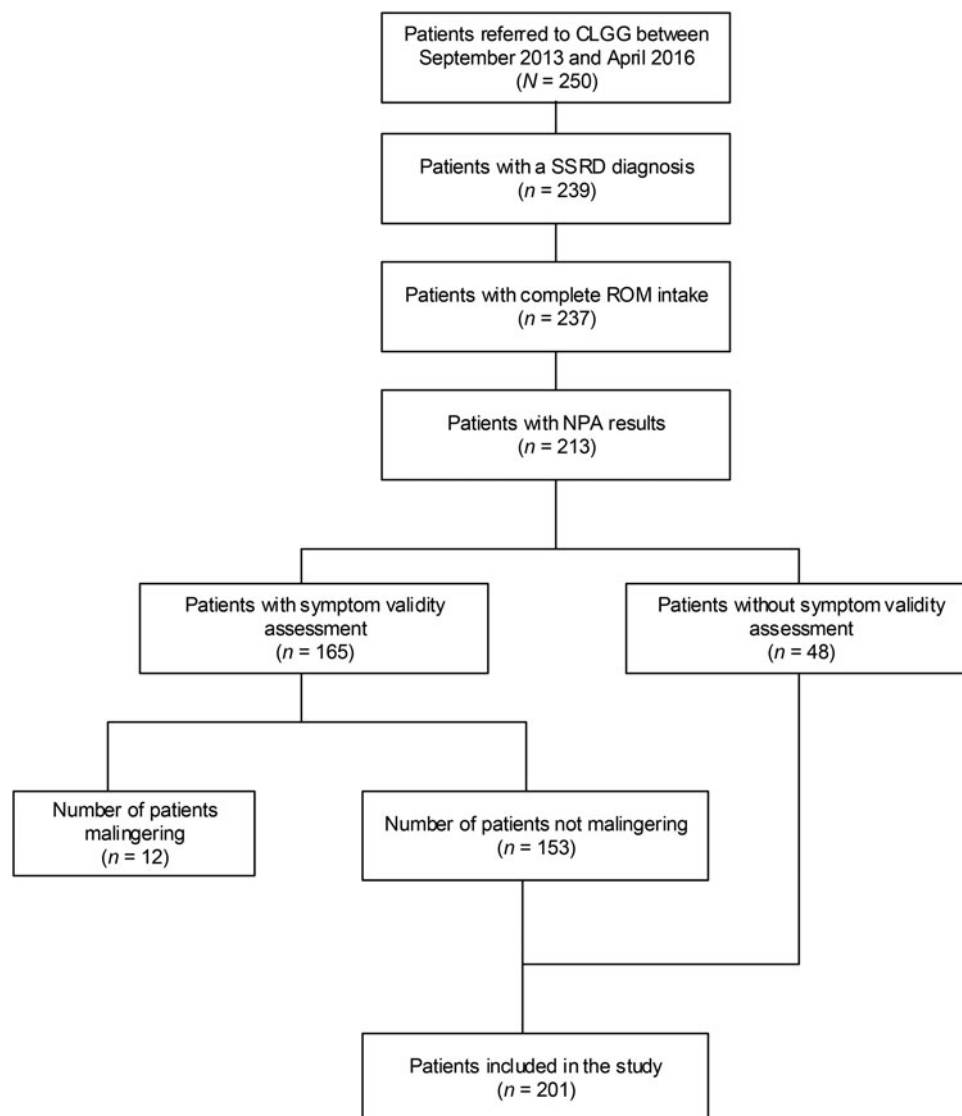 Patients referred to CLGG between
September 2013 and April 2016
(N = 250)
Patients with a SSRD diagnosis
(n = 239)
Patients with complete ROM intake
(n = 237)
Patients with NPA results
(n = 213)
Patients with symptom validity
assessment
(n = 165)
Patients without symptom validity
assessment
(n = 48)
Number of patients
malingering
(n = 12)
Number of patients not malingering
(n = 153)
Patients included in the study
(n = 201)